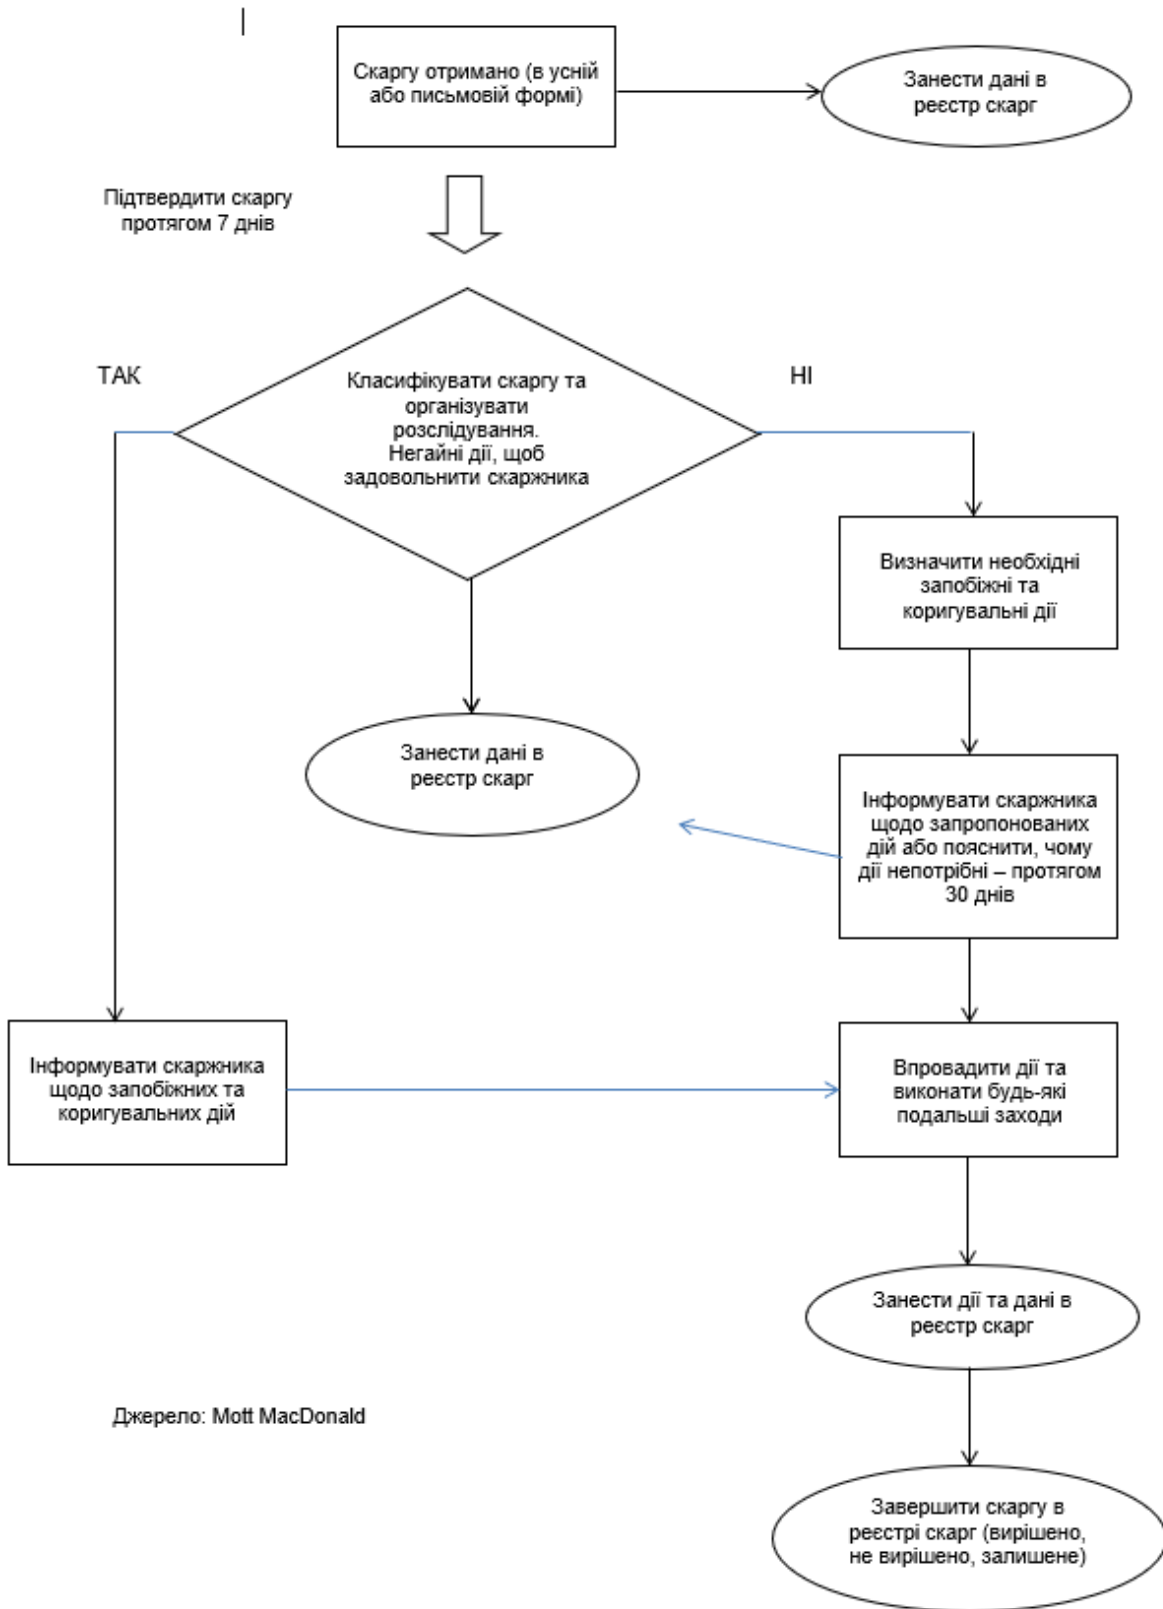 Скаргу отримано (в усній
або письмовій формі)
Занести дані в
реєстр скарг
Підтвердити скаргу
протягом 7 днів
ТАК
НІ
Класифікувати скаргу та
організувати
розслідування.
Негайні дії, щоб
задовольнити скаржника
Визначити необхідні
запобіжні та
коригувальні дії
Занести дані в
реєстр скарг
Інформувати скаржника
щодо запропонованих
дій або пояснити, чому
дії непотрібні – протягом
30 днів
Інформувати скаржника
щодо запобіжних та
коригувальних дій
Впровадити дії та
виконати будь-які
подальші заходи
Занести дії та дані в
реєстр скарг
Джерело: Mott MacDonald
Завершити скаргу в
реєстрі скарг (вирішено,
не вирішено, залишене)